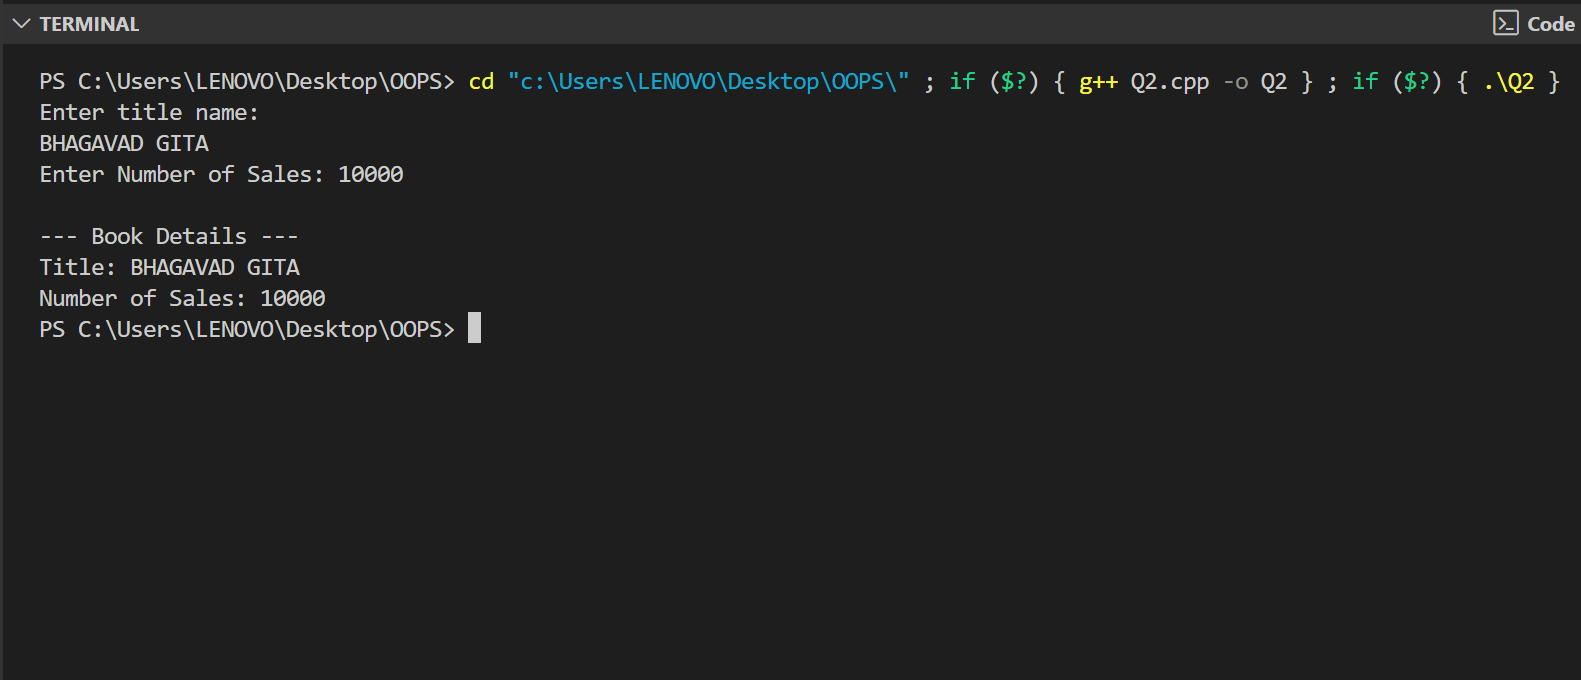 TERMINAL
Code
PS C:\Users\LENOVO\Desktop\OOPS> cd "c:\Users\LENOVO\Desktop\OOPS\" ; if ($?) { g++ Q2.cpp -o Q2 } ; if ($?) { .\Q2 }
Enter title name:
BHAGAVAD GITA
Enter Number of Sales: 10000
--- Book Details ---
Title: BHAGAVAD GITA
Number of Sales: 10000
PS C:\Users\LENOVO\Desktop\OOPS>